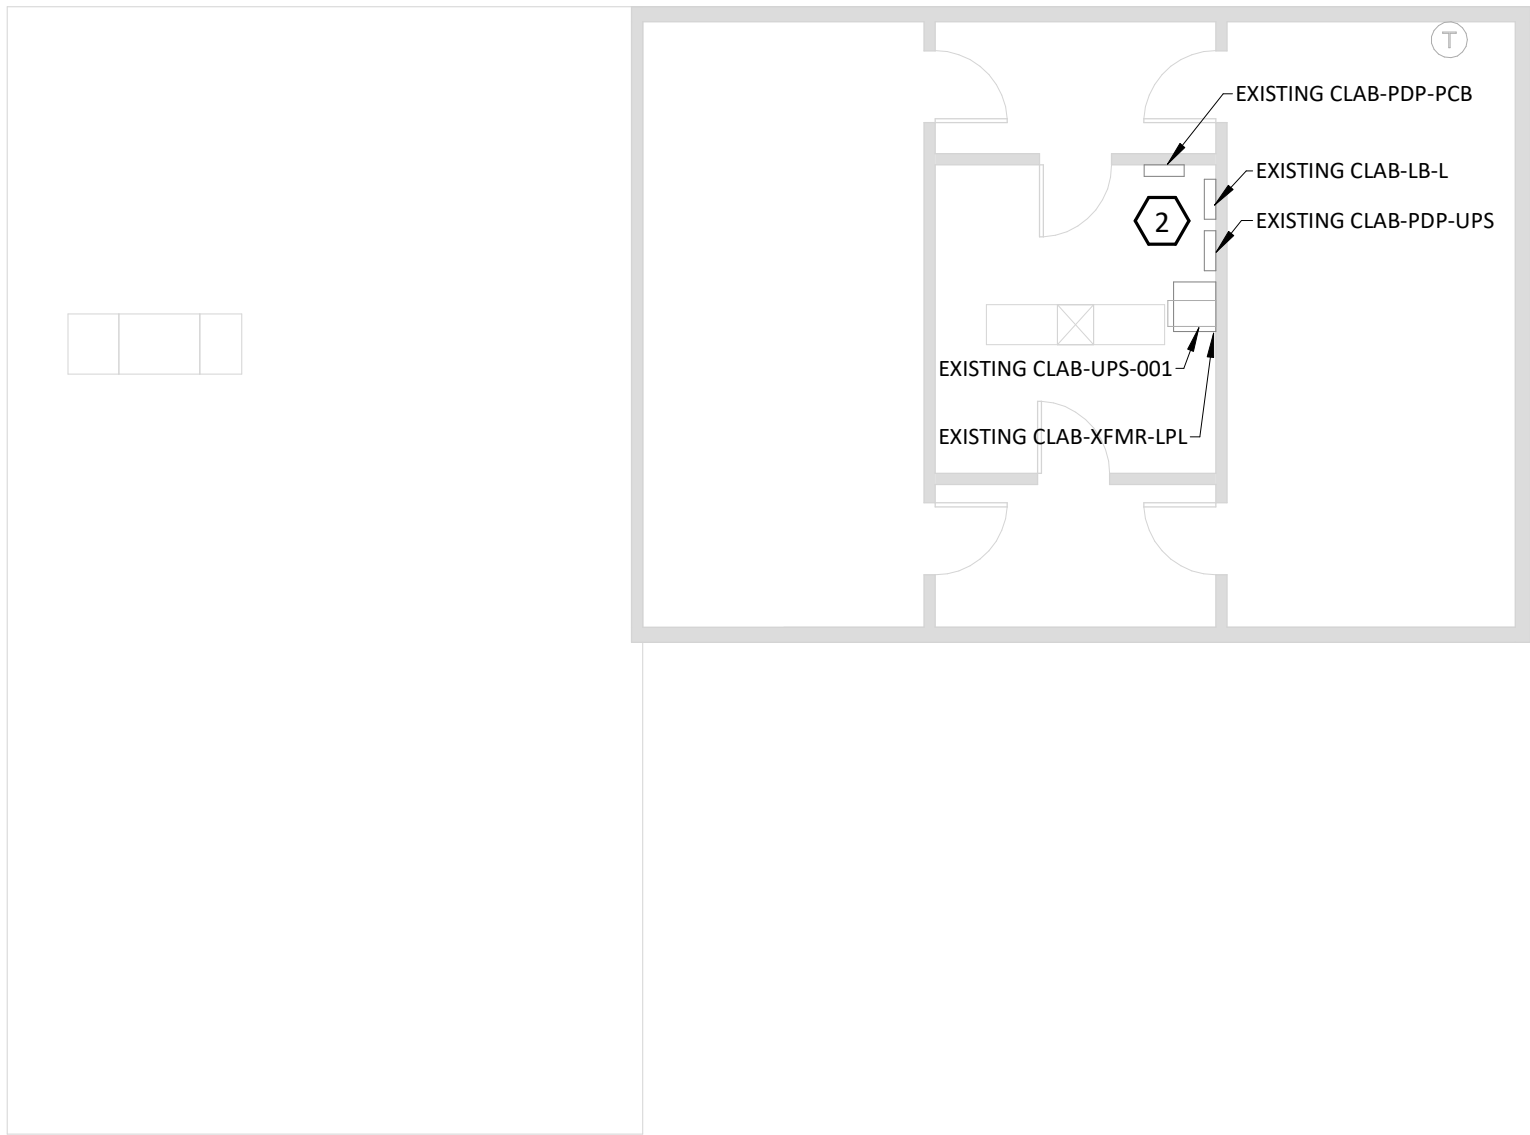 T
EXISTING CLAB-PDP-PCB
EXISTING CLAB-LB-L
2
EXISTING CLAB-PDP-UPS
EXISTING CLAB-UPS-001
EXISTING CLAB-XFMR-LPL